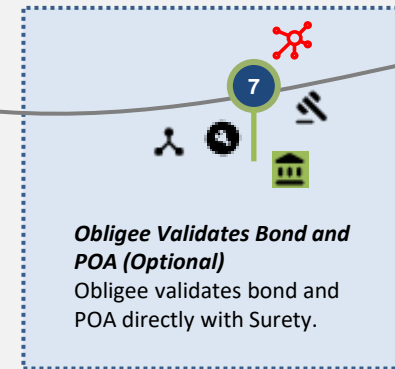 7
Obligee Validates Bond and
POA (Optional)
Obligee validates bond and
POA directly with Surety.